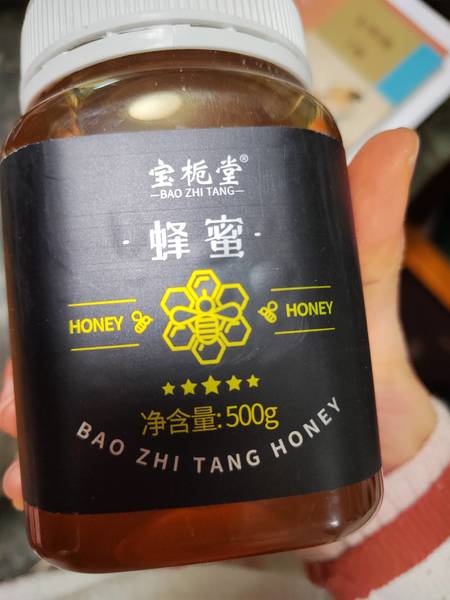 宝栀堂®
BAO ZHI TANG
蜂蜜
HONEY HONEY
净含量:500g
BAO ZHI TANG HONEY